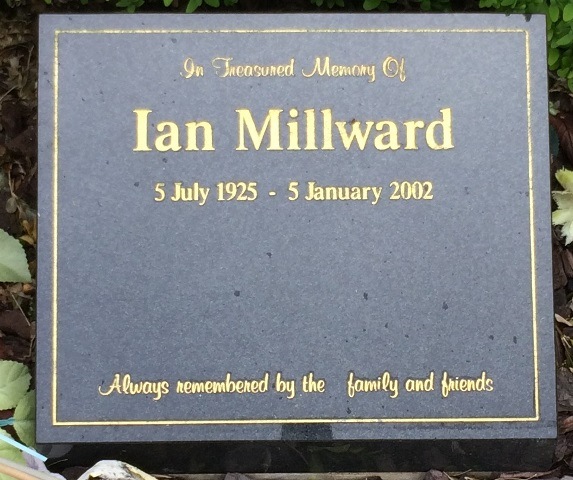 In Treasured Memory Of
Ian Millward
5 July 1925 - 5 January 2002
Always remembered by the family and friends